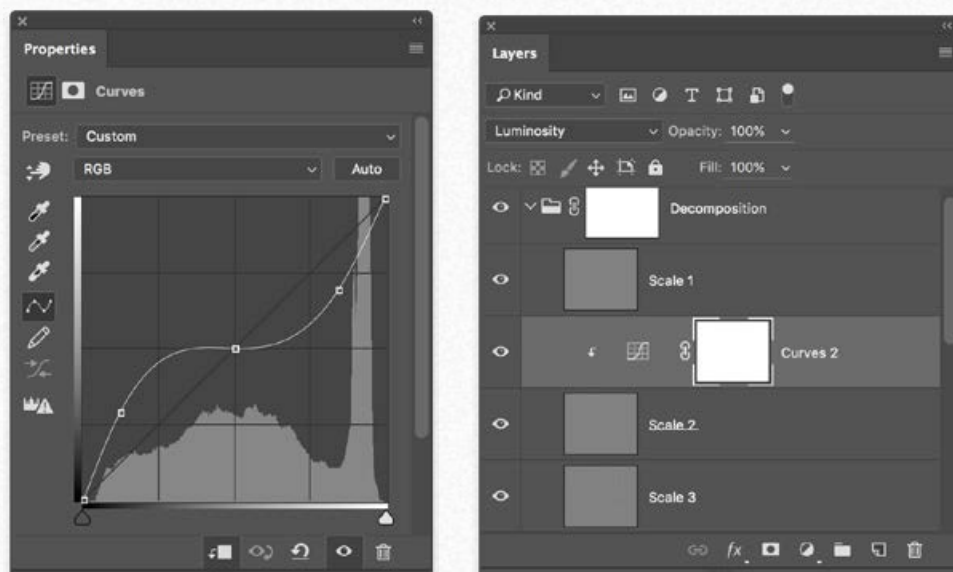 Properties
Curves
Preset: Custom
RGB
Auto
Layers
Kind
T
Luminosity
Opacity: 100%
Lock:
Fill: 100%
Decomposition
Scale 1
Curves 2
Scale 2
Scale 3
fx